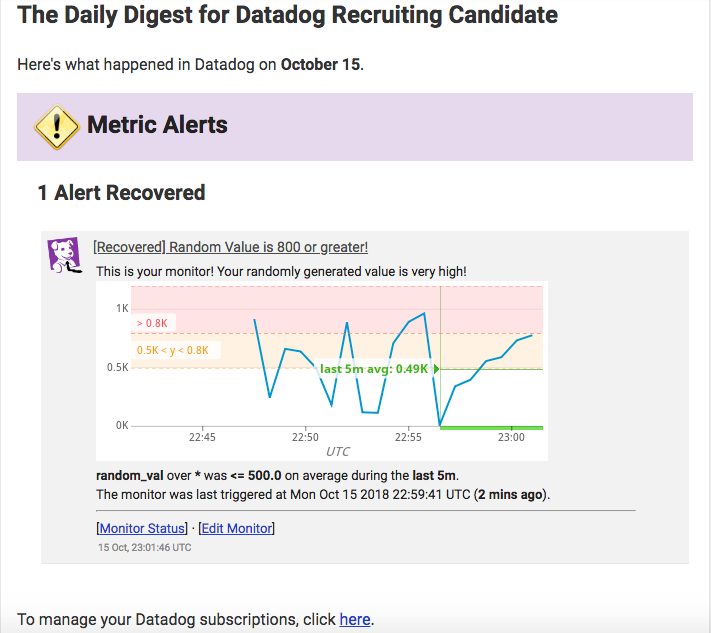 The Daily Digest for Datadog Recruiting Candidate
Here's what happened in Datadog on October 15.
! Metric Alerts
1 Alert Recovered
[Recovered] Random Value is 800 or greater!
This is your monitor! Your randomly generated value is very high!
1K
> 0.8K
0.5K < y < 0.8K
0.5K
last 5m avg: 0.49K
0K
22:45 22:50 22:55 23:00
UTC
random_val over * was <= 500.0 on average during the last 5m.
The monitor was last triggered at Mon Oct 15 2018 22:59:41 UTC (2 mins ago).
[Monitor Status] · [Edit Monitor]
15 Oct, 23:01:46 UTC
To manage your Datadog subscriptions, click here.